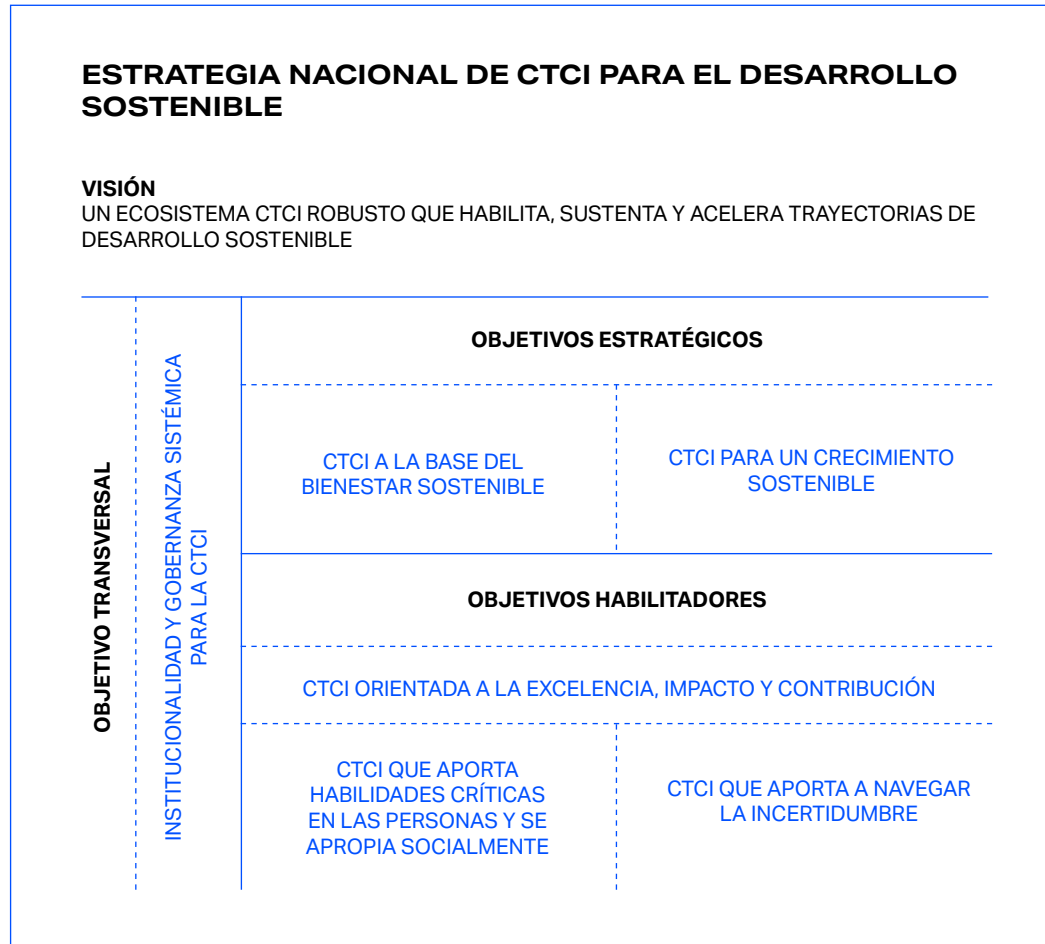 ESTRATEGIA NACIONAL DE CTCI PARA EL DESARROLLO
SOSTENIBLE
VISIÓN
UN ECOSISTEMA CTCI ROBUSTO QUE HABILITA, SUSTENTA Y ACELERA TRAYECTORIAS DE
DESARROLLO SOSTENIBLE
OBJETIVO TRANSVERSAL
INSTITUCIONALIDAD Y GOBERNANZA SISTÉMICA
PARA LA CTCI
OBJETIVOS ESTRATÉGICOS
CTCI A LA BASE DEL
BIENESTAR SOSTENIBLE
CTCI PARA UN CRECIMIENTO
SOSTENIBLE
OBJETIVOS HABILITADORES
CTCI ORIENTADA A LA EXCELENCIA, IMPACTO Y CONTRIBUCIÓN
CTCI QUE APORTA
HABILIDADES CRÍTICAS
EN LAS PERSONAS Y SE
APROPIA SOCIALMENTE
CTCI QUE APORTA A NAVEGAR
LA INCERTIDUMBRE